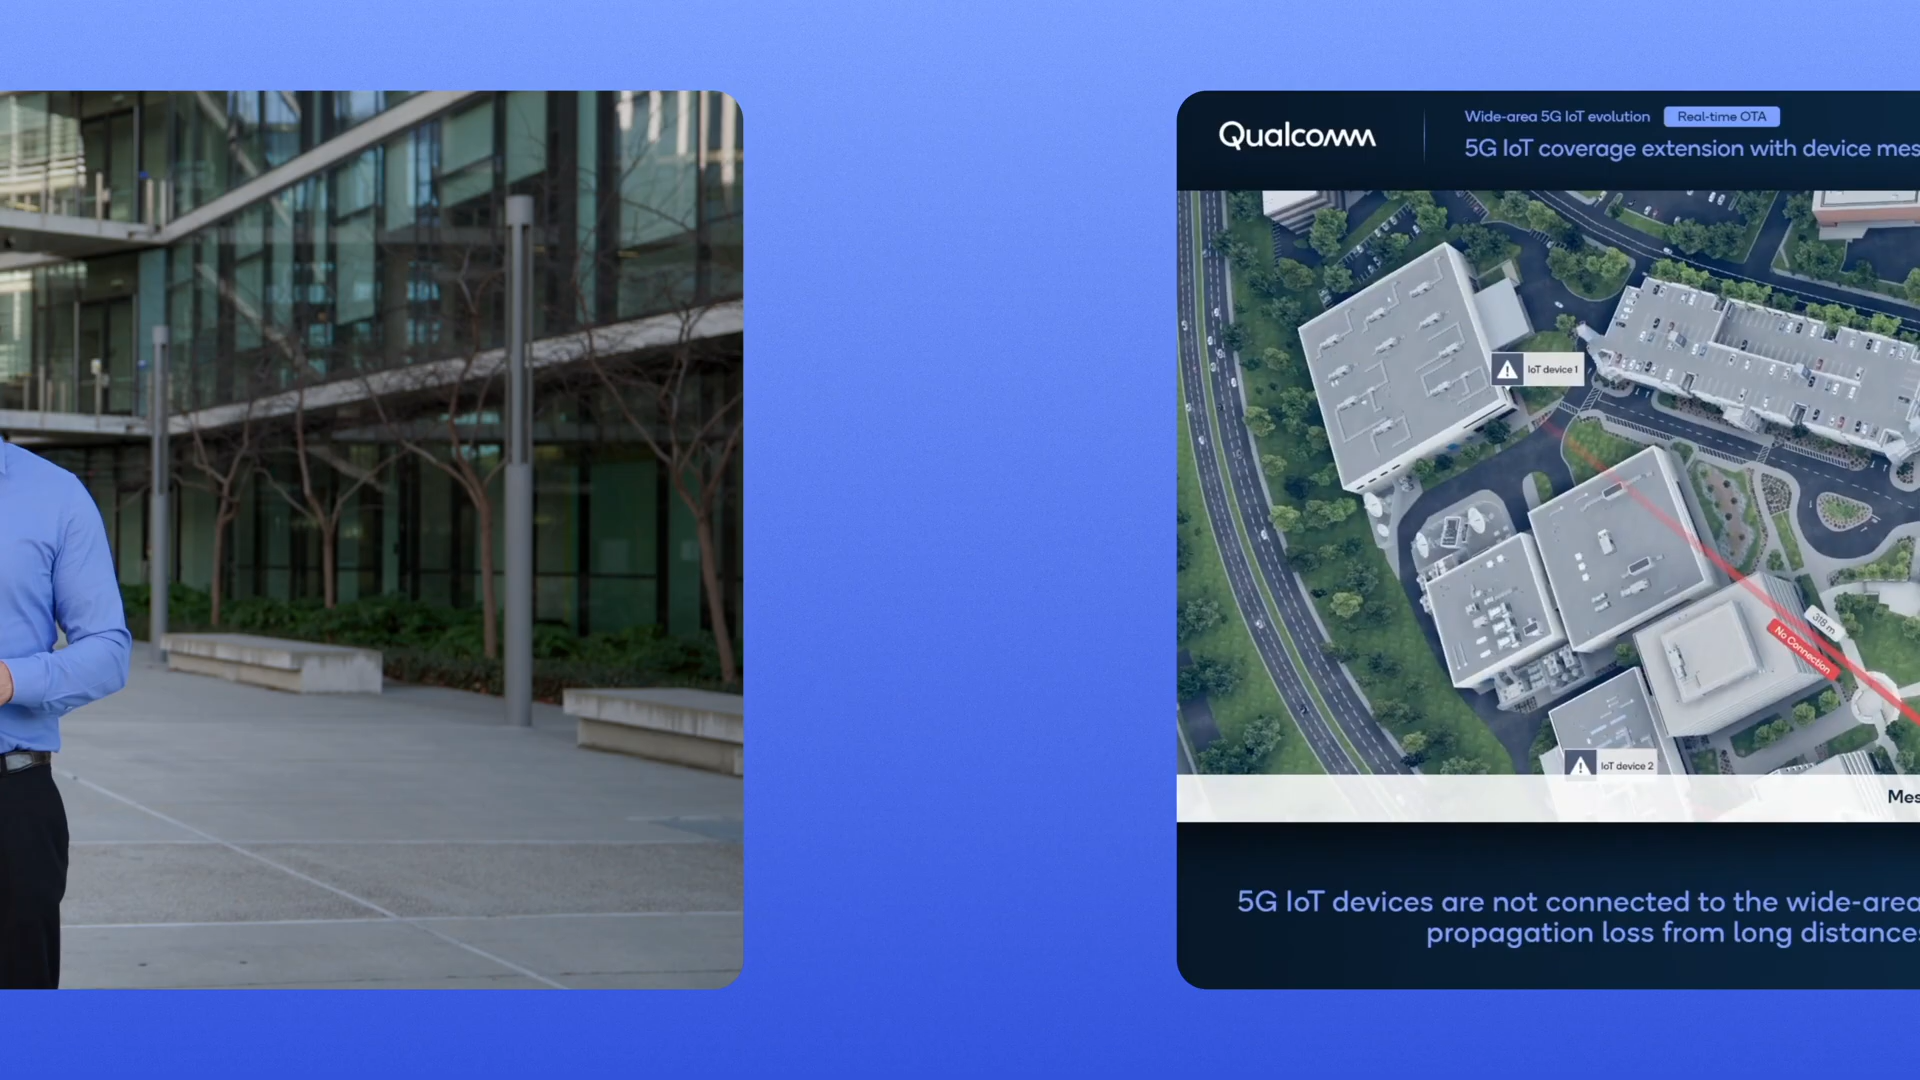 Qualcomm
Wide-area 5G IoT evolution
Real-time OTA
5G IoT coverage extension with device mes
IoT device 1
318 m
No Connection
IoT device 2
Mes
5G IoT devices are not connected to the wide-area
propagation loss from long distances